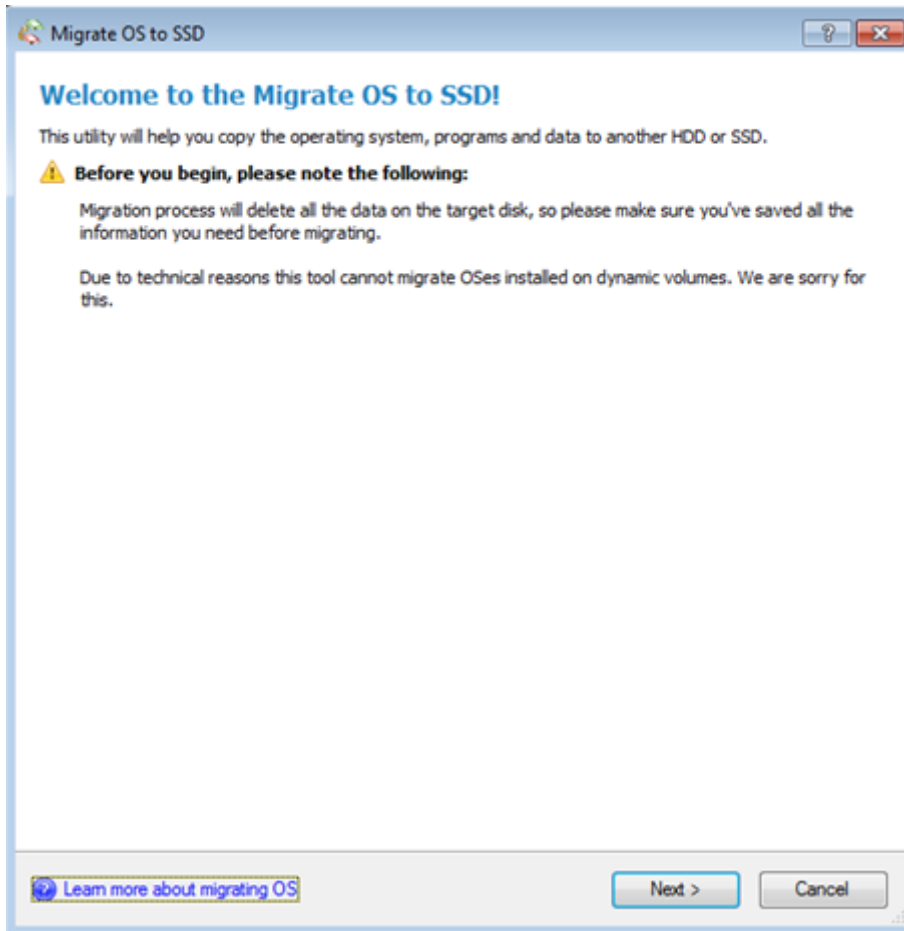 Migrate OS to SSD
Welcome to the Migrate OS to SSD!
This utility will help you copy the operating system, programs and data to another HDD or SSD.
Before you begin, please note the following:
Migration process will delete all the data on the target disk, so please make sure you've saved all the
information you need before migrating.
Due to technical reasons this tool cannot migrate OSes installed on dynamic volumes. We are sorry for
this.
Learn more about migrating OS
Next >
Cancel